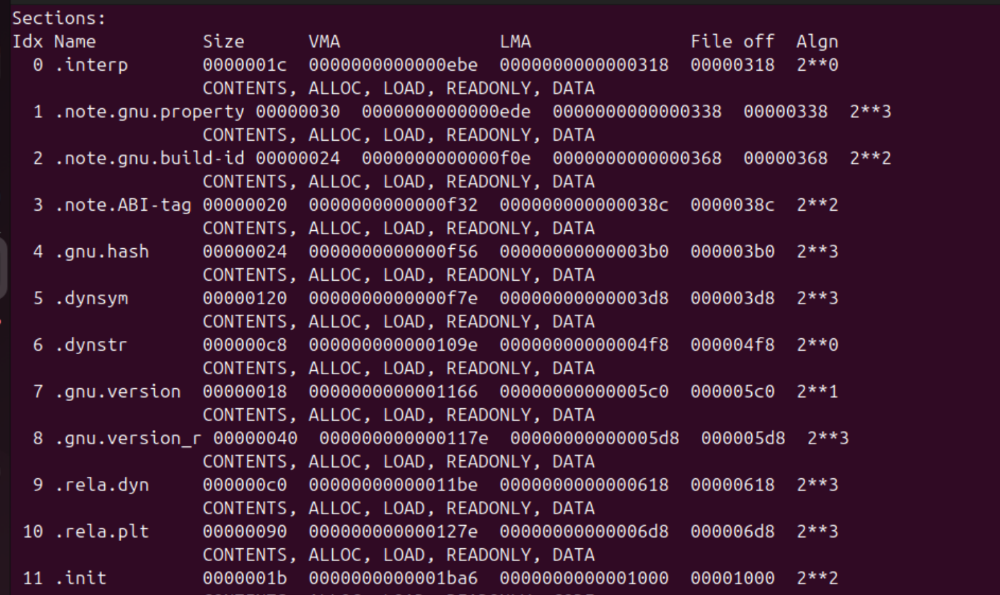 Sections:
Idx Name          Size      VMA               LMA               File off  Algn
  0 .interp       0000001c  0000000000000ebe  0000000000000318  00000318  2**0
                  CONTENTS, ALLOC, LOAD, READONLY, DATA
  1 .note.gnu.property 00000030  0000000000000ede  0000000000000338  00000338  2**3
                  CONTENTS, ALLOC, LOAD, READONLY, DATA
  2 .note.gnu.build-id 00000024  0000000000000f0e  0000000000000368  00000368  2**2
                  CONTENTS, ALLOC, LOAD, READONLY, DATA
  3 .note.ABI-tag 00000020  0000000000000f32  000000000000038c  0000038c  2**2
                  CONTENTS, ALLOC, LOAD, READONLY, DATA
  4 .gnu.hash     00000024  0000000000000f56  00000000000003b0  000003b0  2**3
                  CONTENTS, ALLOC, LOAD, READONLY, DATA
  5 .dynsym       00000120  0000000000000f7e  00000000000003d8  000003d8  2**3
                  CONTENTS, ALLOC, LOAD, READONLY, DATA
  6 .dynstr       000000c8  000000000000109e  00000000000004f8  000004f8  2**0
                  CONTENTS, ALLOC, LOAD, READONLY, DATA
  7 .gnu.version  00000018  0000000000001166  00000000000005c0  000005c0  2**1
                  CONTENTS, ALLOC, LOAD, READONLY, DATA
  8 .gnu.version_r 00000040  000000000000117e  00000000000005d8  000005d8  2**3
                  CONTENTS, ALLOC, LOAD, READONLY, DATA
  9 .rela.dyn     000000c0  00000000000011be  0000000000000618  00000618  2**3
                  CONTENTS, ALLOC, LOAD, READONLY, DATA
 10 .rela.plt     00000090  000000000000127e  00000000000006d8  000006d8  2**3
                  CONTENTS, ALLOC, LOAD, READONLY, DATA
 11 .init         0000001b  0000000000001ba6  0000000000001000  00001000  2**2